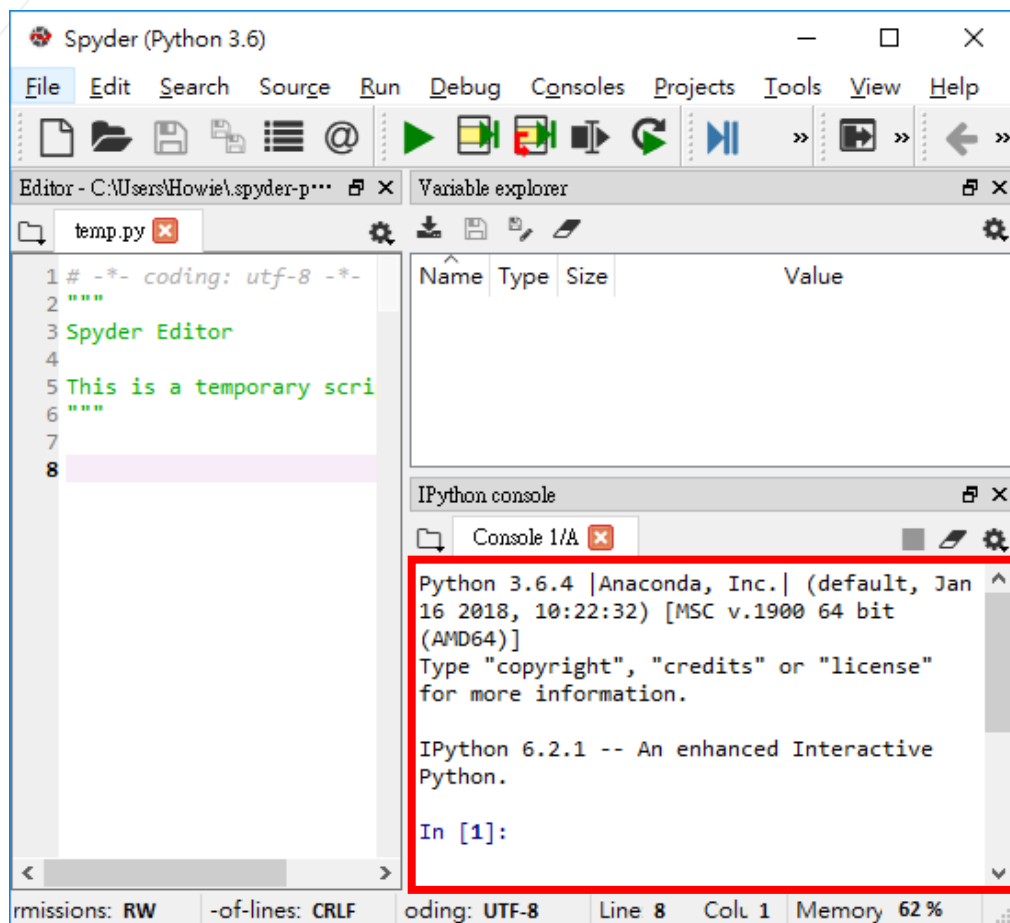 Spyder (Python 3.6)
File Edit Search Source Run Debug Consoles Projects Tools View Help
Editor - C:\Users\Howie\.spyder-p···
temp.py
1 # -*- coding: utf-8 -*-
2 """
3 Spyder Editor
4
5 This is a temporary scri
6 """
7
8
Variable explorer
Name Type Size Value
IPython console
Console 1/A
Python 3.6.4 |Anaconda, Inc.| (default, Jan
16 2018, 10:22:32) [MSC v.1900 64 bit
(AMD64)]
Type "copyright", "credits" or "license"
for more information.
IPython 6.2.1 -- An enhanced Interactive
Python.
In [1]:
rmissions: RW -of-lines: CRLF oding: UTF-8 Line 8 Colu 1 Memory 62 %